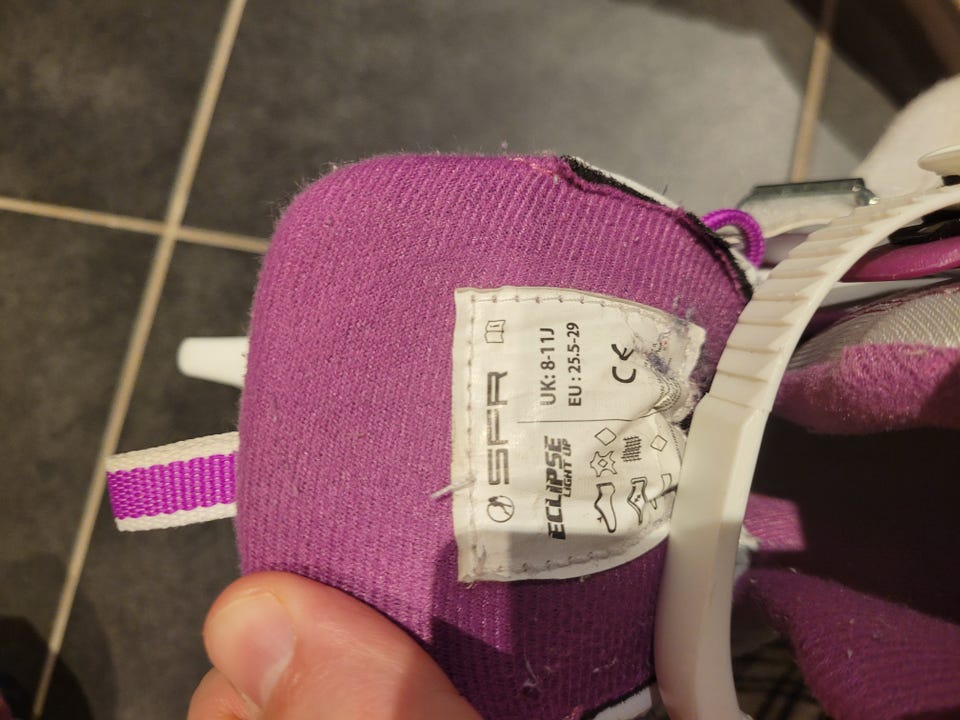 SFR
UK: 8-11J
EU : 25.5-29
CE
ECLIPSE
LIGHT UP